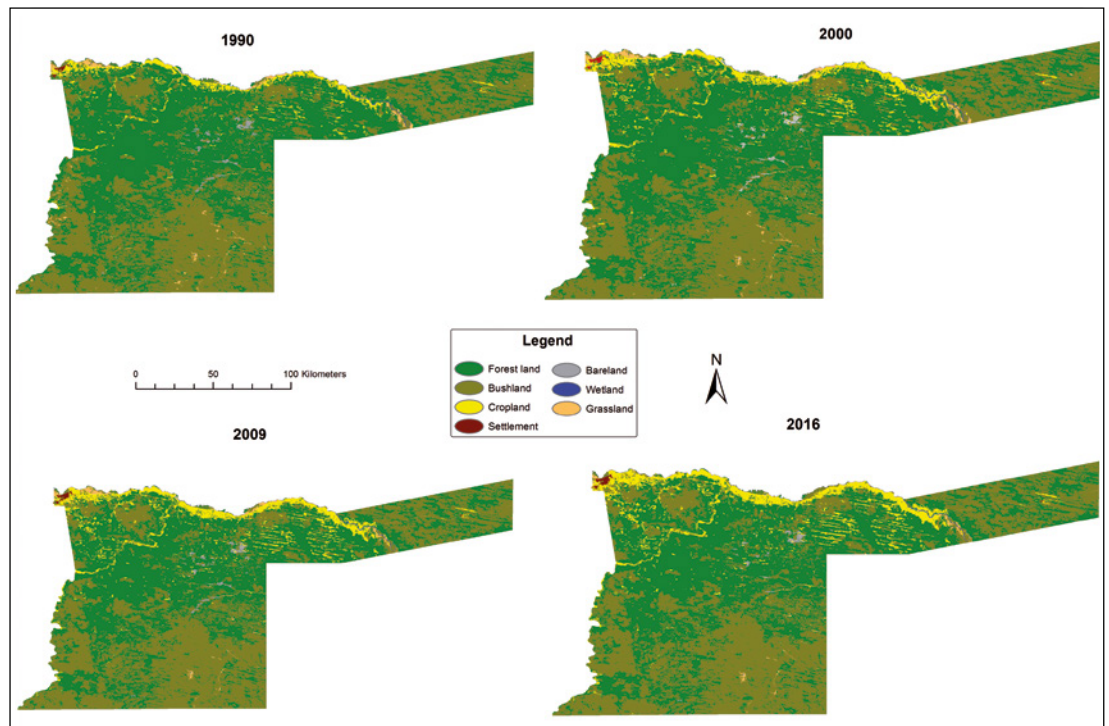 1990
2000
Legend
Forest land
Bareland
Bushland
Wetland
Cropland
Grassland
Settlement
0 50 100 Kilometers
N
2009
2016